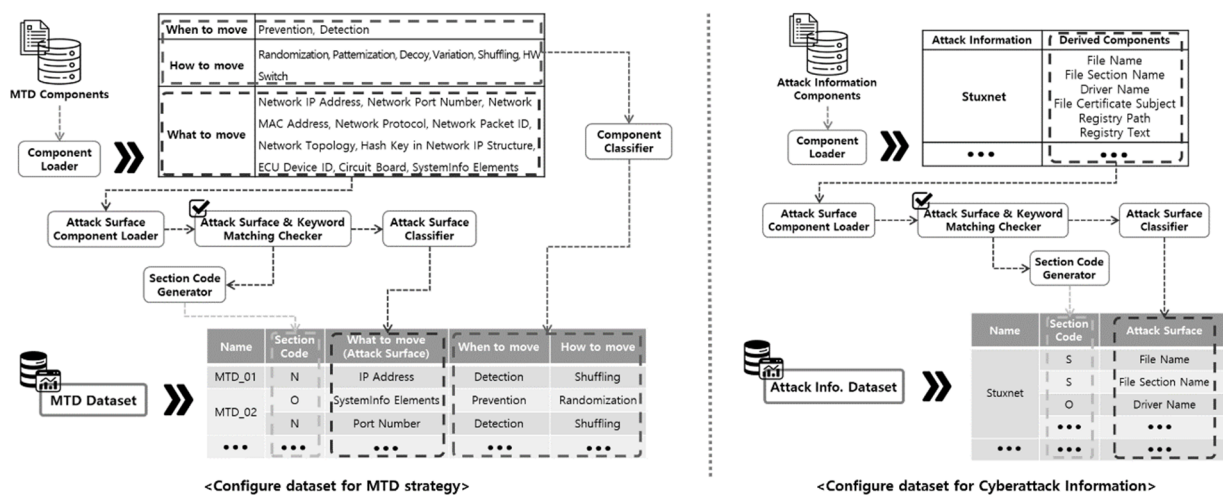 When to move
Prevention, Detection
How to move
Randomization, Patternization, Decoy, Variation, Shuffling, HW
Switch
What to move
Network IP Address, Network Port Number, Network
MAC Address, Network Protocol, Network Packet ID,
Network Topology, Hash Key in Network IP Structure,
ECU Device ID, Circuit Board, SystemInfo Elements
MTD Components
Component
Loader
Component
Classifier
Attack Surface
Component Loader
Attack Surface & Keyword
Matching Checker
Attack Surface
Classifier
Section Code
Generator
MTD Dataset
Name
Section
Code
What to move
(Attack Surface)
When to move
How to move
MTD_01
N
IP Address
Detection
Shuffling
MTD_02
O
SystemInfo Elements
Prevention
Randomization
N
Port Number
Detection
Shuffling
<Configure dataset for MTD strategy>
Attack Information
Components
Component
Loader
Attack Information
Derived Components
Stuxnet
File Name
File Section Name
Driver Name
File Certificate Subject
Registry Path
Registry Text
Attack Surface
Component Loader
Attack Surface & Keyword
Matching Checker
Attack Surface
Classifier
Section Code
Generator
Attack Info. Dataset
Name
Section
Code
Attack Surface
Stuxnet
S
File Name
S
File Section Name
O
Driver Name
<Configure dataset for Cyberattack Information>